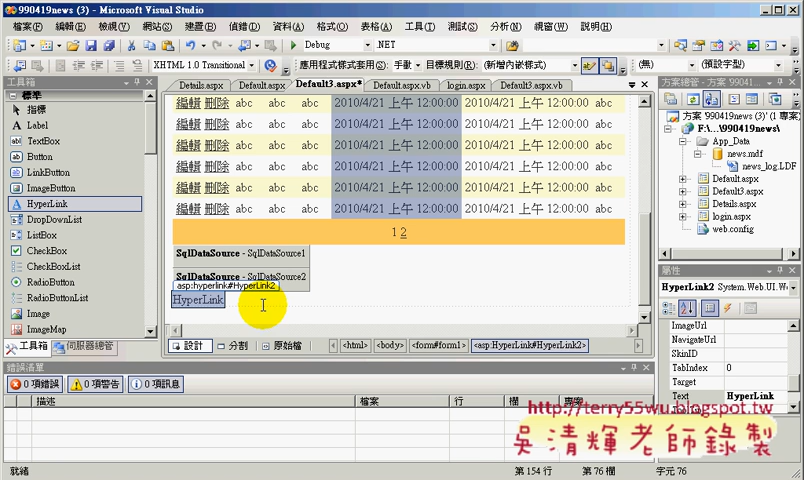 990419news (3) - Microsoft Visual Studio
檔案(F) 編輯(E) 檢視(V) 網站(S) 建置(B) 偵錯(D) 資料(A) 格式(O) 表格(A) 工具(T) 測試(S) 分析(N) 視窗(W) 說明(H)
Debug .NET
XHTML 1.0 Transitional 應用程式樣式套用: 手動 目標規則: (新增內嵌樣式) (無) (預設字型)
工具箱
標準
指標
Label
TextBox
Button
LinkButton
ImageButton
HyperLink
DropDownList
ListBox
CheckBox
CheckBoxList
RadioButton
RadioButtonList
Image
ImageMap
工具箱 伺服器總管
Details.aspx Default.aspx Default3.aspx* Default.aspx.vb login.aspx Default3.aspx.vb
編輯 刪除 abc abc abc 2010/4/21 上午 12:00:00 2010/4/21 上午 12:00:00 abc
編輯 刪除 abc abc abc 2010/4/21 上午 12:00:00 2010/4/21 上午 12:00:00 abc
編輯 刪除 abc abc abc 2010/4/21 上午 12:00:00 2010/4/21 上午 12:00:00 abc
編輯 刪除 abc abc abc 2010/4/21 上午 12:00:00 2010/4/21 上午 12:00:00 abc
編輯 刪除 abc abc abc 2010/4/21 上午 12:00:00 2010/4/21 上午 12:00:00 abc
編輯 刪除 abc abc abc 2010/4/21 上午 12:00:00 2010/4/21 上午 12:00:00 abc
1 2
SqlDataSource - SqlDataSource1
SqlDataSource - SqlDataSource2
asp:hyperlink#HyperLink2
HyperLink
設計 分割 原始檔 <html> <body> <form#form1> <asp:HyperLink#HyperLink2>
方案總管 - 方案 99041...
方案 '990419news (3)' (1 專案)
F:\...\990419news\
App_Data
news.mdf
news_log.LDF
Default.aspx
Default3.aspx
Details.aspx
login.aspx
web.config
屬性
HyperLink2 System.Web.UI.W
ImageUrl
NavigateUrl
SkinID
TabIndex 0
Target
Text HyperLink
錯誤清單
0 項錯誤 0 項警告 0 項訊息
描述 檔案 行 欄 專案
http://terry55wu.blogspot.tw
吳清輝老師錄製
就緒 第 154 行 第 76 欄 字元 76